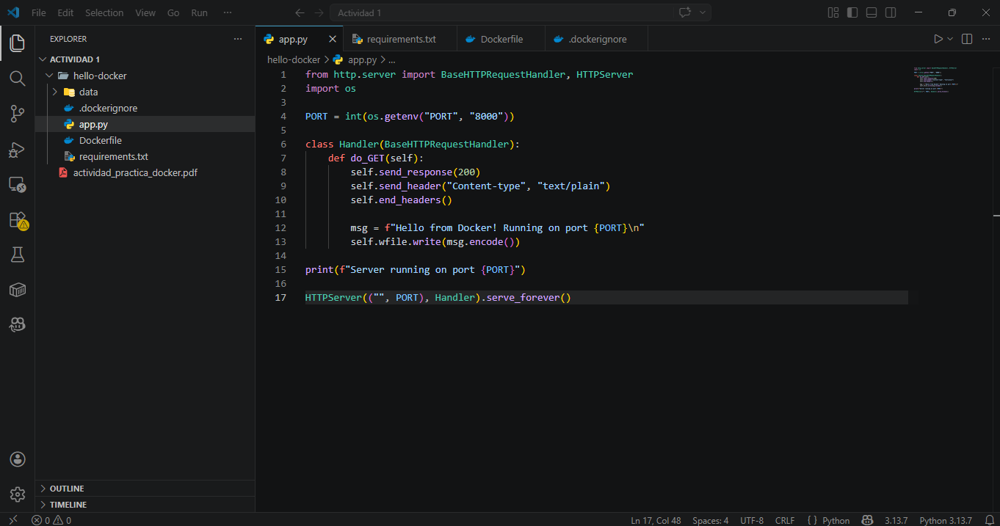 File Edit Selection View Go Run ··· Actividad 1
EXPLORER ···
ACTIVIDAD 1
hello-docker
data
.dockerignore
app.py
Dockerfile
requirements.txt
actividad_practica_docker.pdf
OUTLINE
TIMELINE
app.py requirements.txt Dockerfile .dockerignore
hello-docker > app.py > ...
1 from http.server import BaseHTTPRequestHandler, HTTPServer
2 import os
3
4 PORT = int(os.getenv("PORT", "8000"))
5
6 class Handler(BaseHTTPRequestHandler):
7     def do_GET(self):
8         self.send_response(200)
9         self.send_header("Content-type", "text/plain")
10         self.end_headers()
11
12         msg = f"Hello from Docker! Running on port {PORT}\n"
13         self.wfile.write(msg.encode())
14
15 print(f"Server running on port {PORT}")
16
17 HTTPServer(("", PORT), Handler).serve_forever()
0 0 Ln 17, Col 48 Spaces: 4 UTF-8 CRLF { } Python 3.13.7 Python 3.13.7